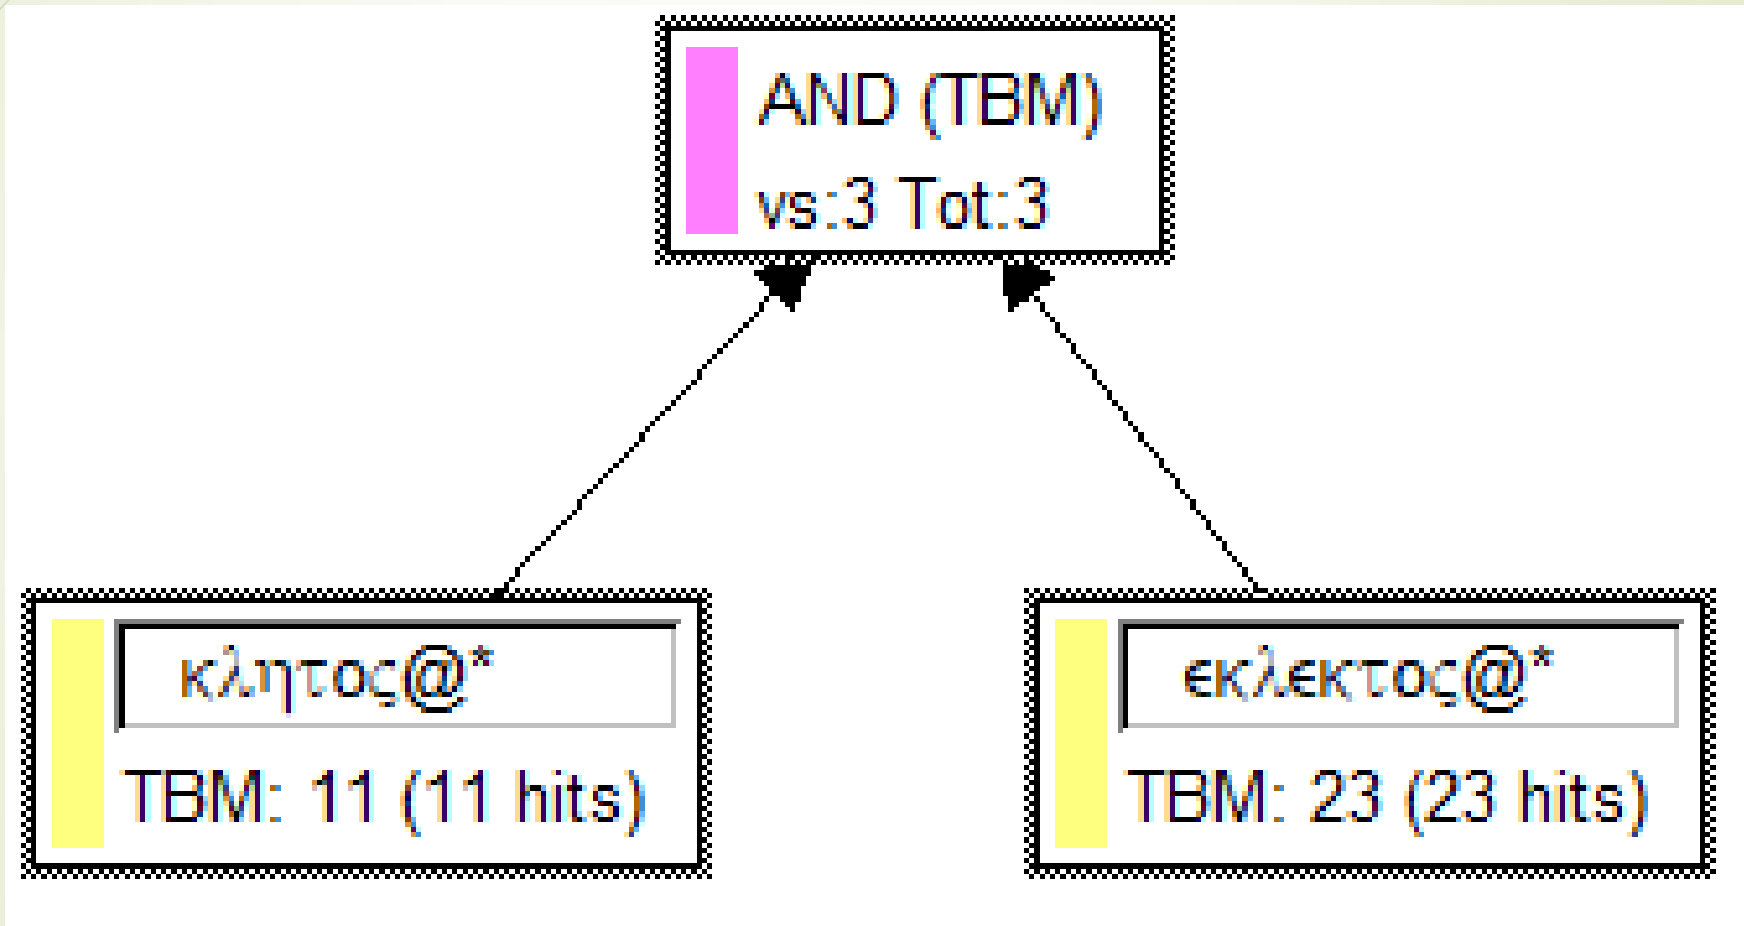 AND (TBM)
vs:3 Tot:3
κλητος@*
TBM: 11 (11 hits)
εκλεκτος@*
TBM: 23 (23 hits)